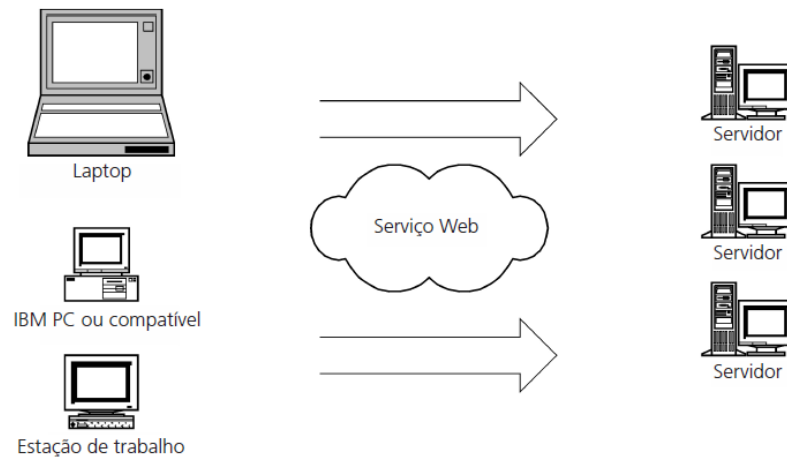 Laptop
IBM PC ou compatível
Estação de trabalho
Serviço Web
Servidor
Servidor
Servidor